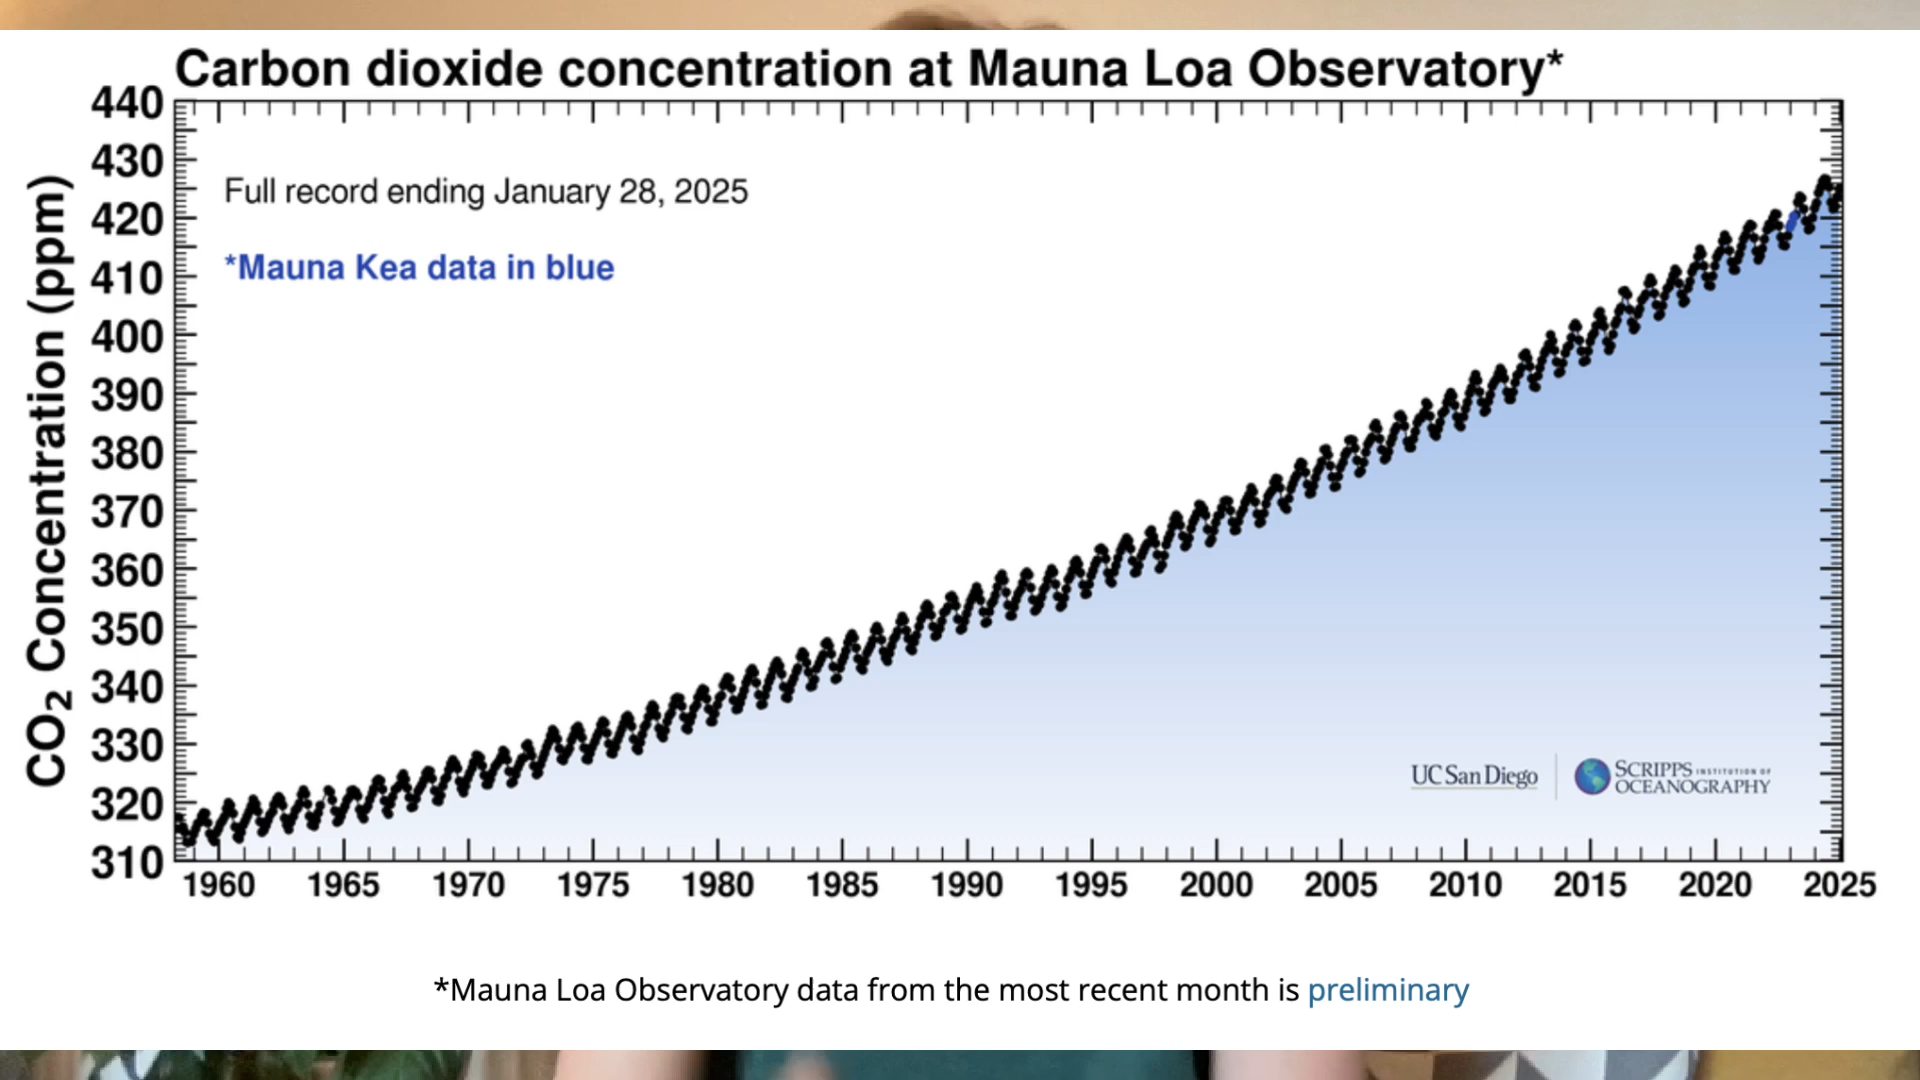 Carbon dioxide concentration at Mauna Loa Observatory*
CO₂ Concentration (ppm)
440
430
420
410
400
390
380
370
360
350
340
330
320
310
Full record ending January 28, 2025
*Mauna Kea data in blue
UC San Diego
SCRIPPS INSTITUTION OF
OCEANOGRAPHY
1960 1965 1970 1975 1980 1985 1990 1995 2000 2005 2010 2015 2020 2025
*Mauna Loa Observatory data from the most recent month is preliminary